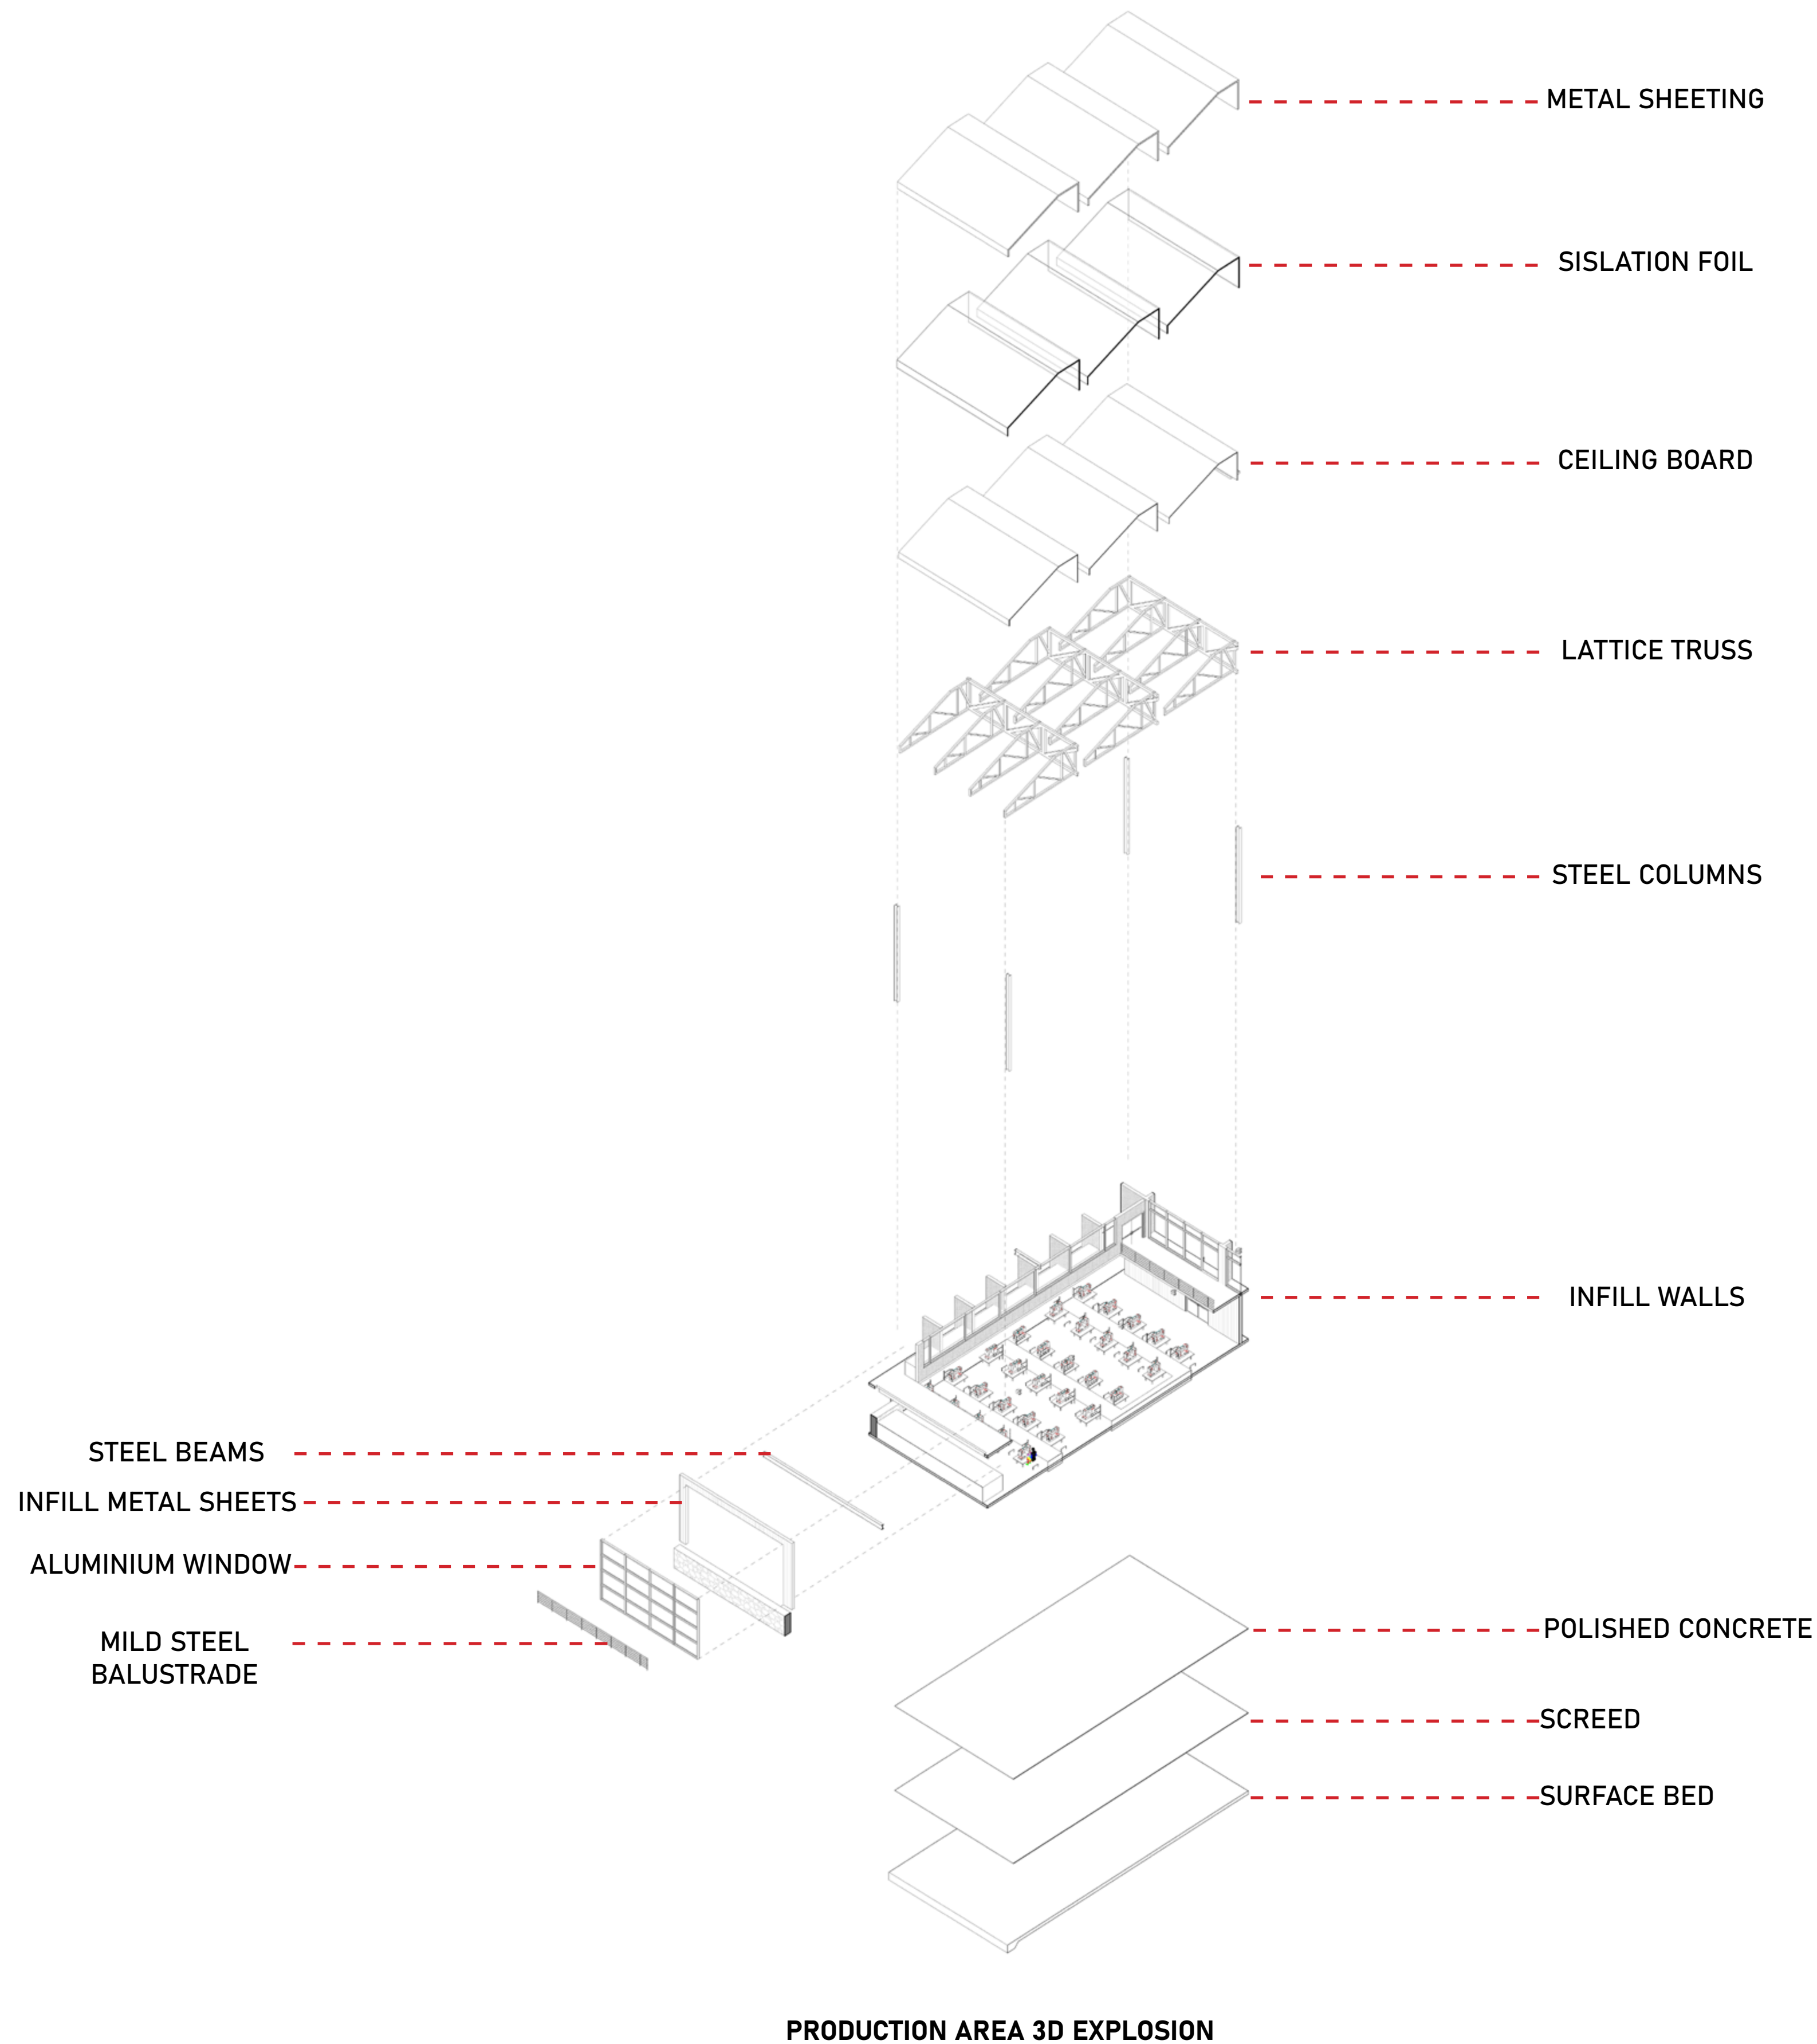 METAL SHEETING
SISLATION FOIL
CEILING BOARD
LATTICE TRUSS
STEEL COLUMNS
INFILL WALLS
STEEL BEAMS
INFILL METAL SHEETS
ALUMINIUM WINDOW
MILD STEEL
BALUSTRADE
POLISHED CONCRETE
SCREED
SURFACE BED
PRODUCTION AREA 3D EXPLOSION